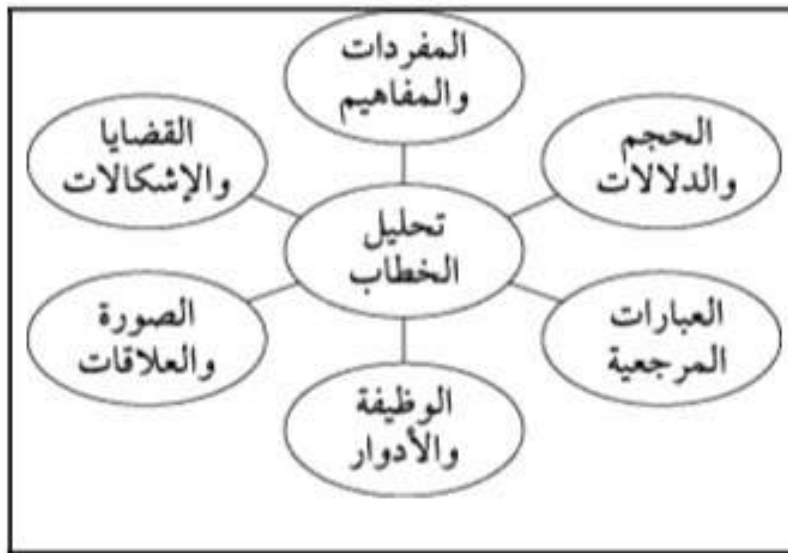 المفردات
والمفاهيم
الحجم
والدلالات
القضايا
والإشكالات
تحليل
الخطاب
العبارات
المرجعية
الصورة
والعلاقات
الوظيفة
والأدوار